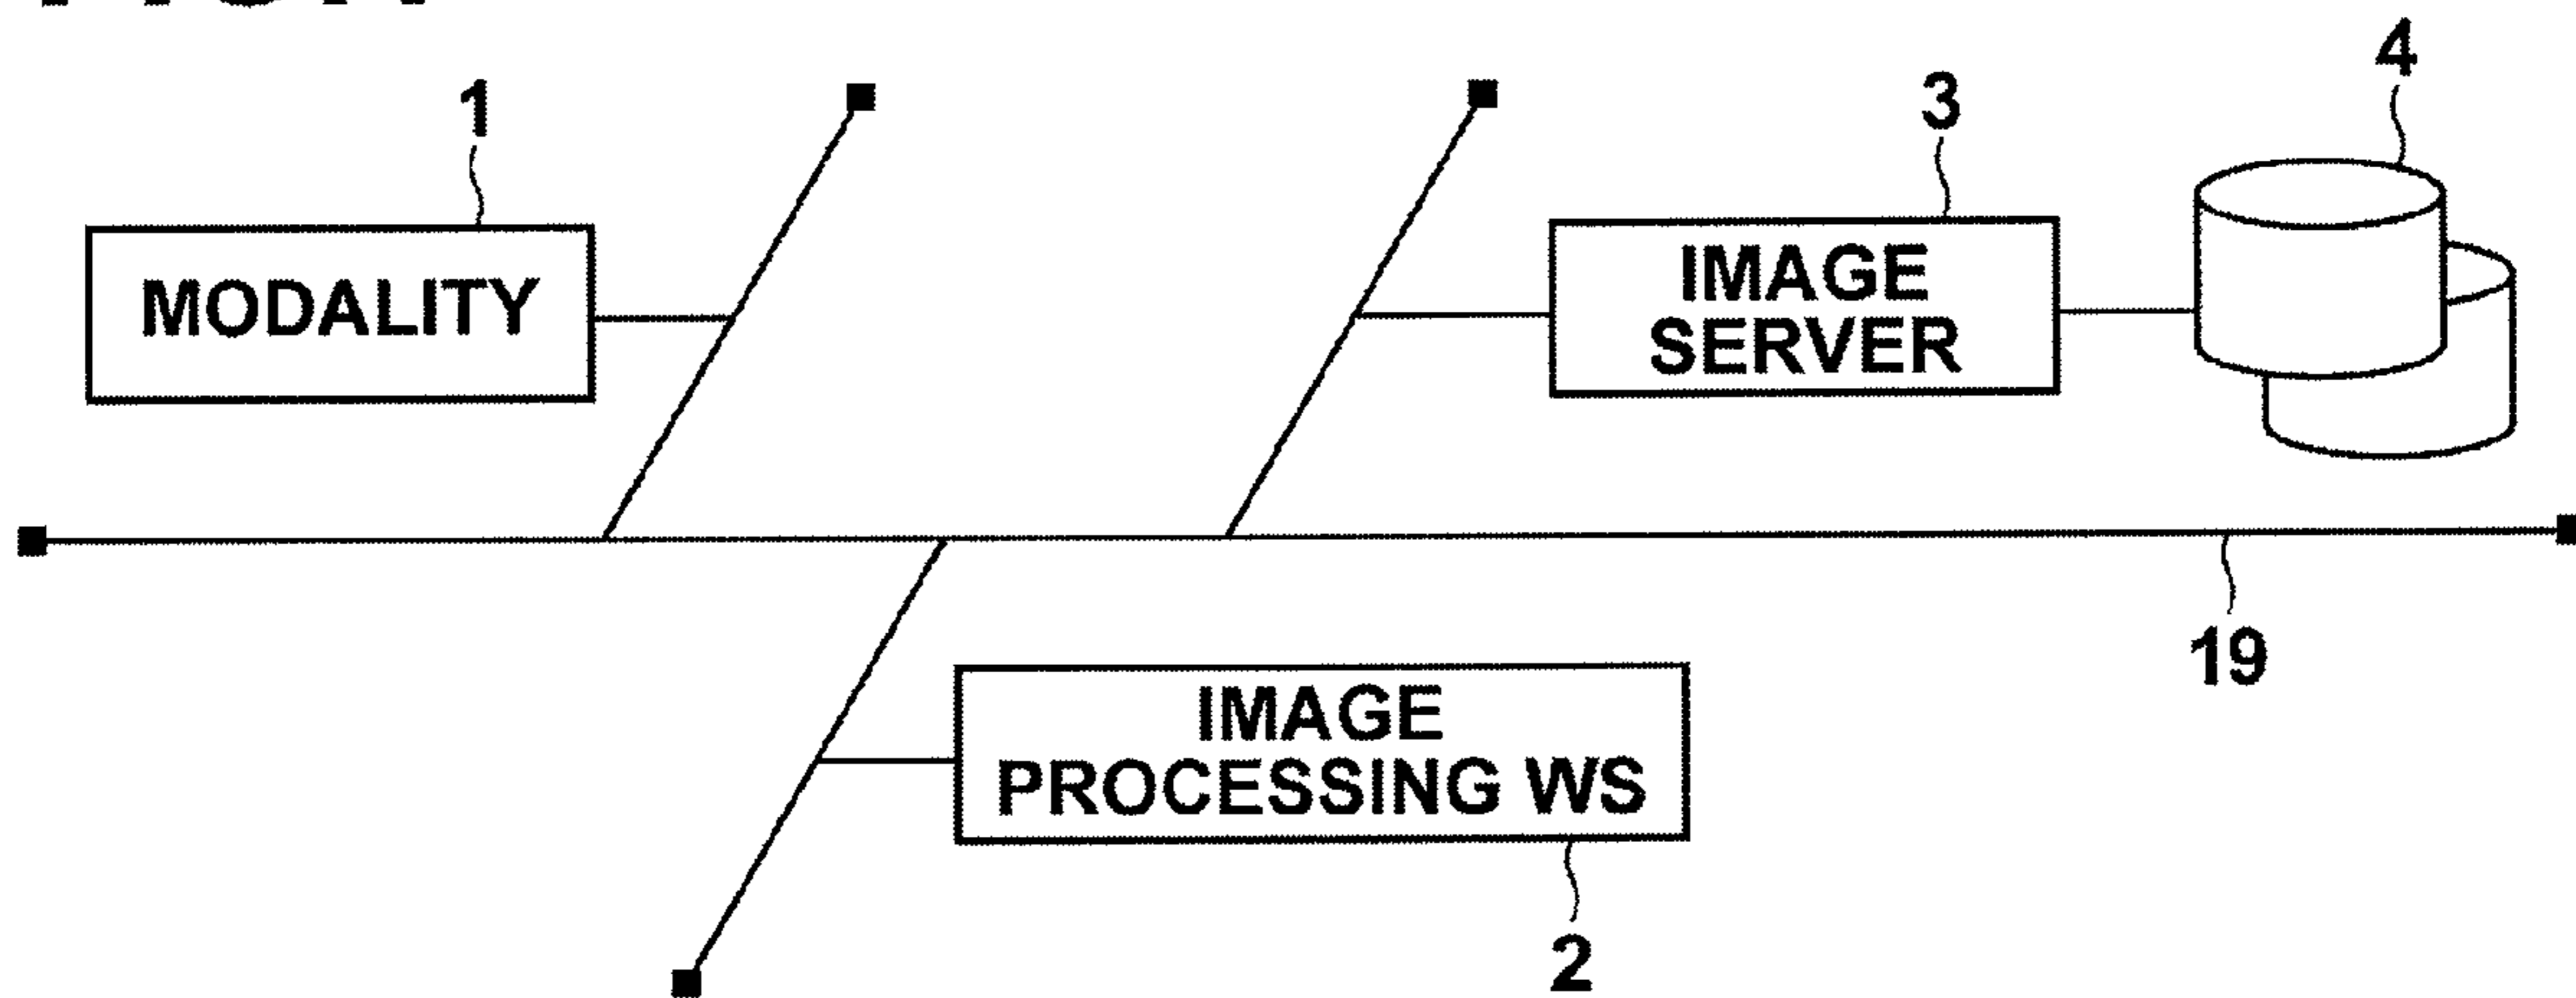 1
3
4
MODALITY
IMAGE
SERVER
19
IMAGE
PROCESSING WS
2